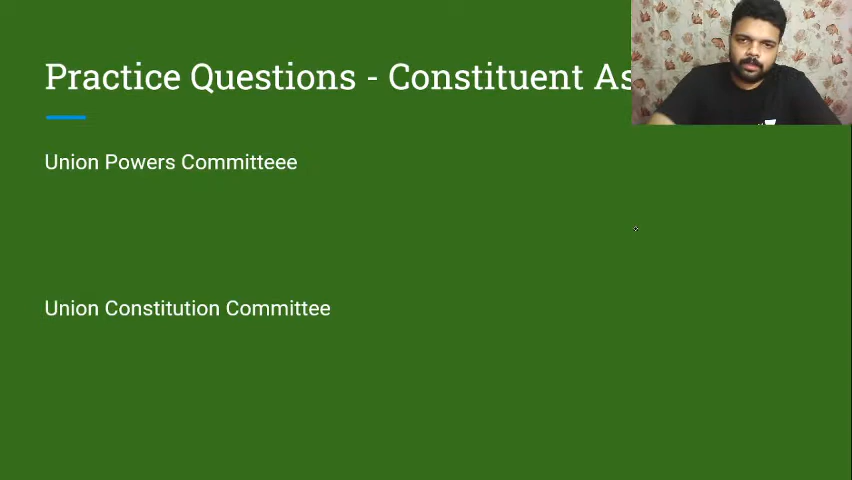 Practice Questions - Constituent As
Union Powers Committeee
Union Constitution Committee